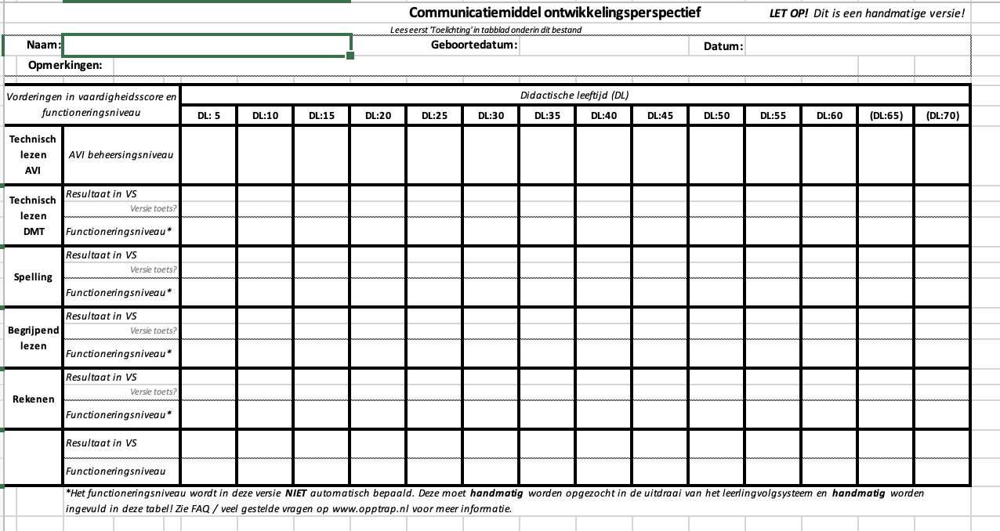 Communicatiemiddel ontwikkelingsperspectief LET OP! Dit is een handmatige versie!
Lees eerst 'Toelichting' in tabblad onderin dit bestand
Naam: Geboortedatum: Datum:
Opmerkingen:
Vorderingen in vaardigheidsscore en
functioneringsniveau
Didactische leeftijd (DL)
DL: 5 DL:10 DL:15 DL:20 DL:25 DL:30 DL:35 DL:40 DL:45 DL:50 DL:55 DL:60 (DL:65) (DL:70)
Technisch
lezen
AVI
AVI beheersingsniveau
Technisch
lezen
DMT
Resultaat in VS
Versie toets?
Functioneringsniveau*
Spelling
Resultaat in VS
Versie toets?
Functioneringsniveau*
Begrijpend
lezen
Resultaat in VS
Versie toets?
Functioneringsniveau*
Rekenen
Resultaat in VS
Versie toets?
Functioneringsniveau*
Resultaat in VS
Functioneringsniveau
*Het functioneringsniveau wordt in deze versie NIET automatisch bepaald. Deze moet handmatig worden opgezocht in de uitdraai van het leerlingvolgsysteem en handmatig worden
ingevuld in deze tabel! Zie FAQ / veel gestelde vragen op www.opptrap.nl voor meer informatie.